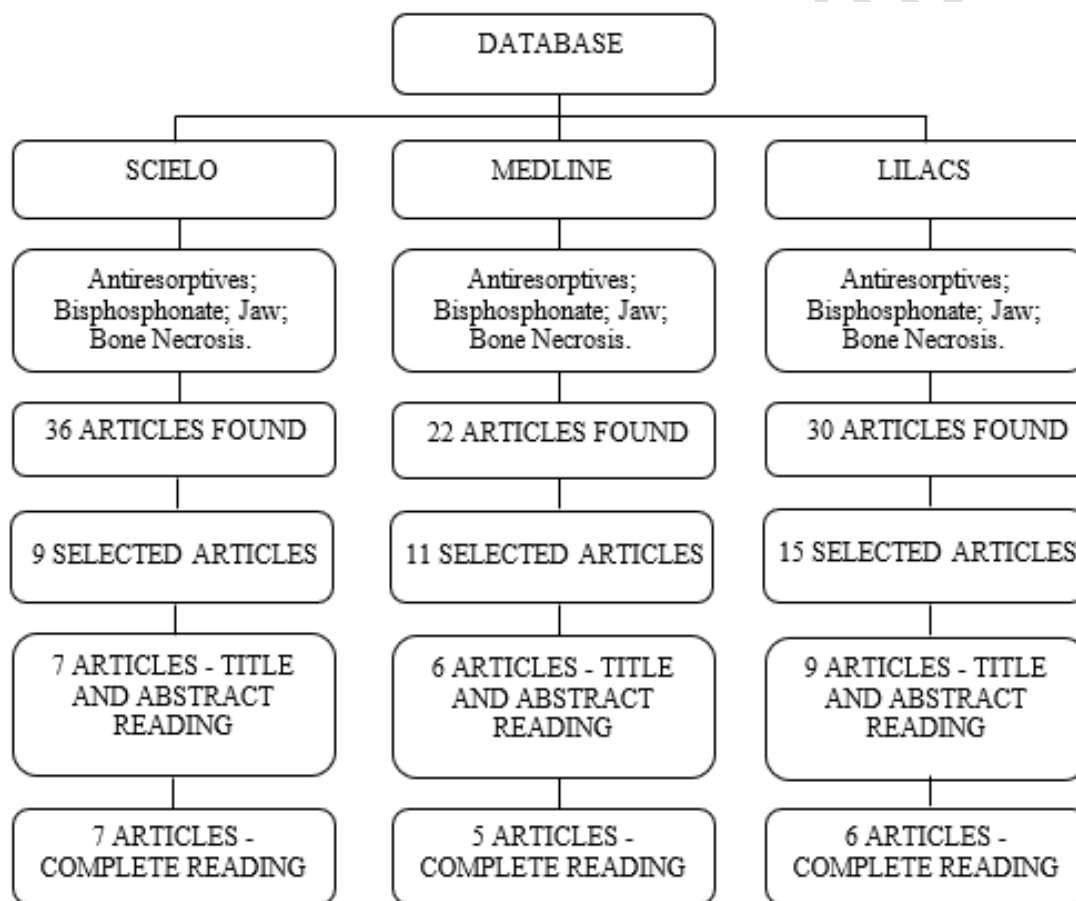 DATABASE
SCIELO
MEDLINE
LILACS
Antiresorptives;
Bisphosphonate; Jaw;
Bone Necrosis.
Antiresorptives;
Bisphosphonate; Jaw;
Bone Necrosis.
Antiresorptives;
Bisphosphonate; Jaw;
Bone Necrosis.
36 ARTICLES FOUND
22 ARTICLES FOUND
30 ARTICLES FOUND
9 SELECTED ARTICLES
11 SELECTED ARTICLES
15 SELECTED ARTICLES
7 ARTICLES - TITLE
AND ABSTRACT
READING
6 ARTICLES - TITLE
AND ABSTRACT
READING
9 ARTICLES - TITLE
AND ABSTRACT
READING
7 ARTICLES -
COMPLETE READING
5 ARTICLES -
COMPLETE READING
6 ARTICLES -
COMPLETE READING